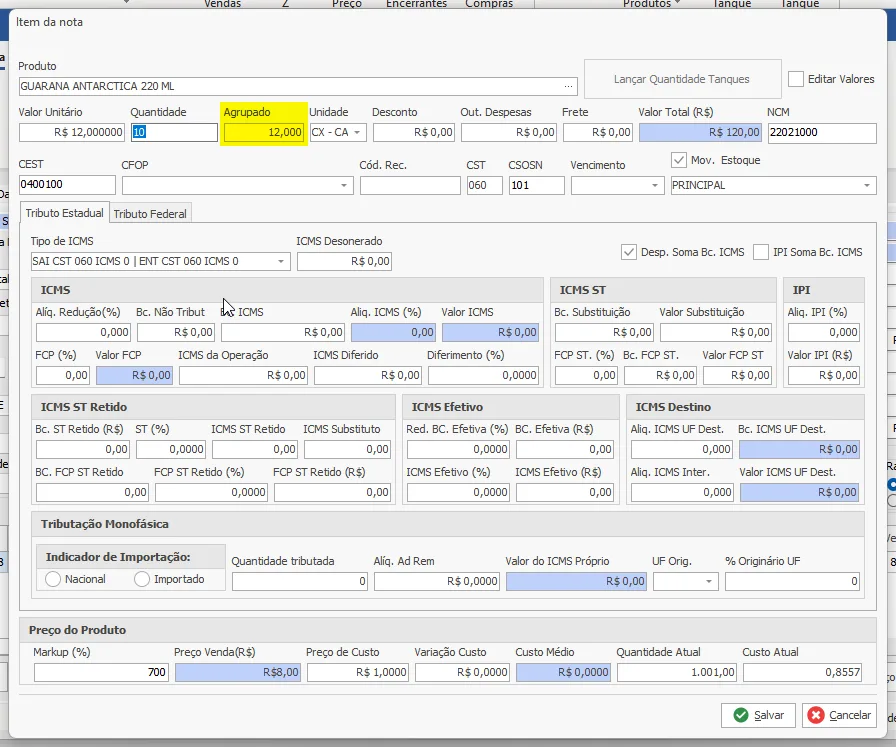 Vendas Z Preço Encerrantes Compras Produtos Tanque Tanque
Item da nota
Produto
GUARANA ANTARCTICA 220 ML ...
Lançar Quantidade Tanques
Editar Valores
Valor Unitário Quantidade Agrupado Unidade Desconto Out. Despesas Frete Valor Total (R$) NCM
R$ 12,000000 10 12,000 CX - CA R$ 0,00 R$ 0,00 R$ 0,00 R$ 120,00 22021000
CEST CFOP Cód. Rec. CST CSOSN Vencimento Mov. Estoque
0400100 060 101 PRINCIPAL
Tributo Estadual Tributo Federal
Tipo de ICMS ICMS Desonerado
SAI CST 060 ICMS 0 | ENT CST 060 ICMS 0 R$ 0,00 Desp. Soma Bc. ICMS IPI Soma Bc. ICMS
ICMS ICMS ST IPI
Alíq. Redução(%) Bc. Não Tribut ICMS Aliq. ICMS (%) Valor ICMS Bc. Substituição Valor Substituição Aliq. IPI (%)
0,000 R$ 0,00 R$ 0,00 0,00 R$ 0,00 R$ 0,00 R$ 0,00 0,000
FCP (%) Valor FCP ICMS da Operação ICMS Diferido Diferimento (%) FCP ST. (%) Bc. FCP ST. Valor FCP ST Valor IPI (R$)
0,00 R$ 0,00 R$ 0,00 R$ 0,00 0,0000 0,00 R$ 0,00 R$ 0,00 R$ 0,00
ICMS ST Retido ICMS Efetivo ICMS Destino
Bc. ST Retido (R$) ST (%) ICMS ST Retido ICMS Substituto Red. BC. Efetiva (%) BC. Efetiva (R$) Aliq. ICMS UF Dest. Bc. ICMS UF Dest.
0,00 0,0000 0,00 0,00 0,0000 0,00 0,000 R$ 0,00
BC. FCP ST Retido FCP ST Retido (%) FCP ST Retido (R$) ICMS Efetivo (%) ICMS Efetivo (R$) Aliq. ICMS Inter. Valor ICMS UF Dest.
0,00 0,0000 0,00 0,0000 0,00 0,000 R$ 0,00
Tributação Monofásica
Indicador de Importação: Quantidade tributada Alíq. Ad Rem Valor do ICMS Próprio UF Orig. % Originário UF
Nacional Importado 0 R$ 0,0000 R$ 0,00 0
Preço do Produto
Markup (%) Preço Venda(R$) Preço de Custo Variação Custo Custo Médio Quantidade Atual Custo Atual
700 R$8,00 R$ 1,0000 R$ 0,0000 R$ 0,0000 1.001,00 0,8557
Salvar Cancelar